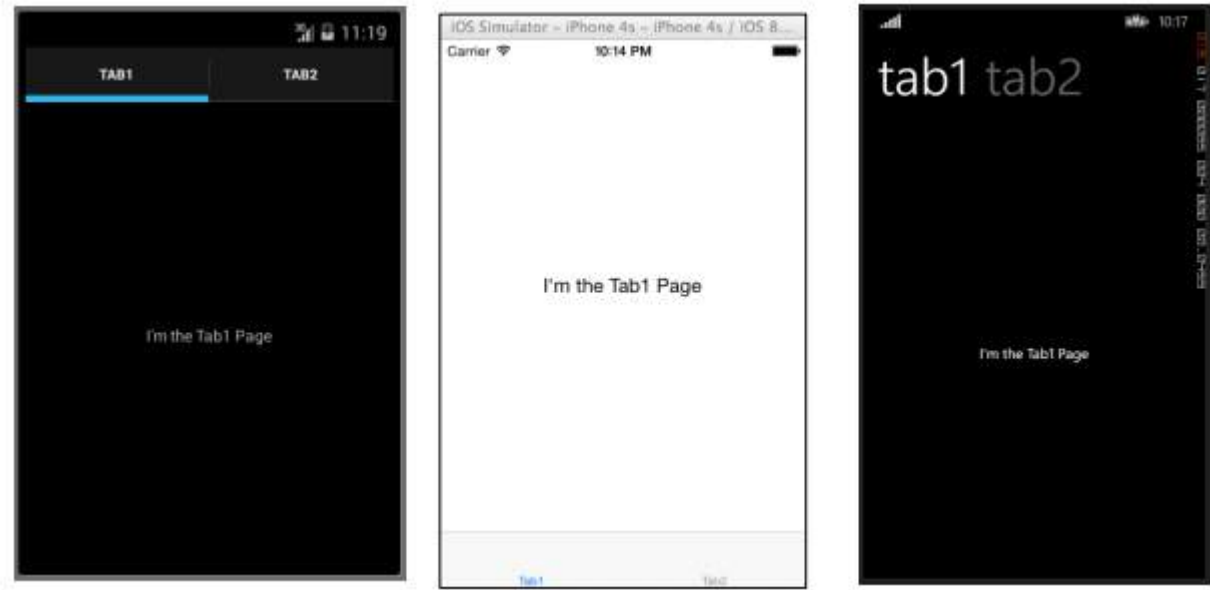 11:19
TAB1 TAB2
I'm the Tab1 Page
iOS Simulator - iPhone 4s - iPhone 4s / iOS 8...
Carrier 10:14 PM
I'm the Tab1 Page
Tab1 Tab2
10:17
tab1 tab2
I'm the Tab1 Page